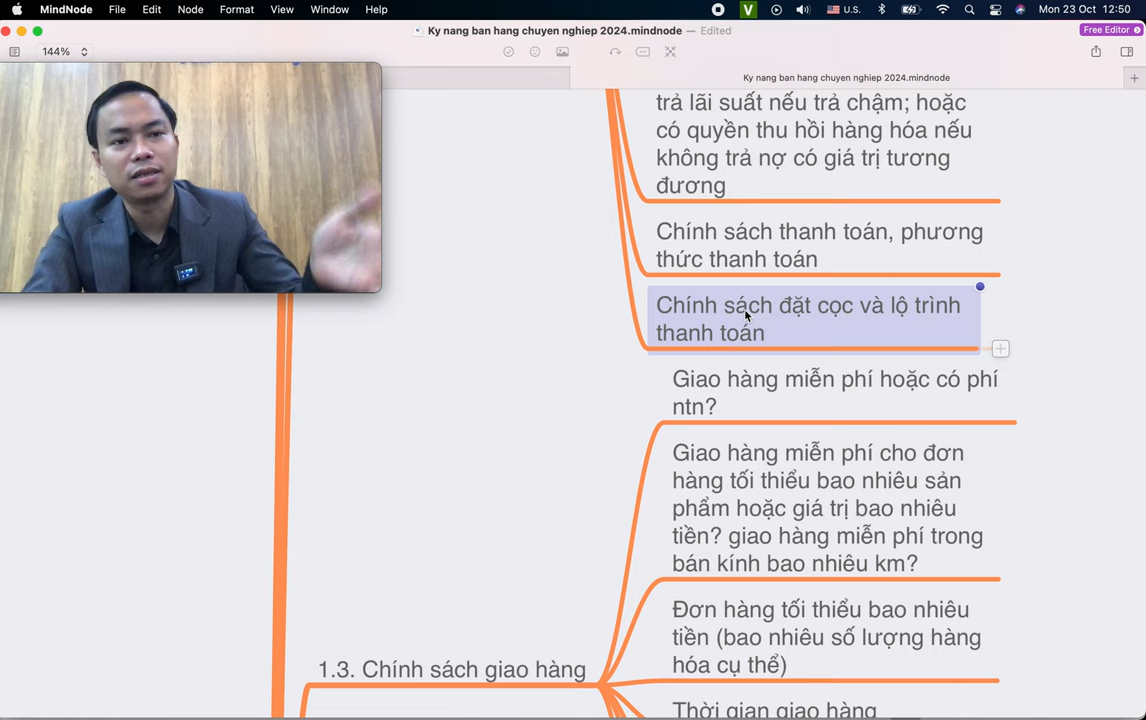 MindNode File Edit Node Format View Window Help
V U.S. Mon 23 Oct 12:50
Ky nang ban hang chuyen nghiep 2024.mindnode — Edited
Free Editor
144%
Ky nang ban hang chuyen nghiep 2024.mindnode
trả lãi suất nếu trả chậm; hoặc
có quyền thu hồi hàng hóa nếu
không trả nợ có giá trị tương
đương
Chính sách thanh toán, phương
thức thanh toán
Chính sách đặt cọc và lộ trình
thanh toán
Giao hàng miễn phí hoặc có phí
ntn?
Giao hàng miễn phí cho đơn
hàng tối thiểu bao nhiêu sản
phẩm hoặc giá trị bao nhiêu
tiền? giao hàng miễn phí trong
bán kính bao nhiêu km?
Đơn hàng tối thiểu bao nhiêu
tiền (bao nhiêu số lượng hàng
hóa cụ thể)
1.3. Chính sách giao hàng
Thời gian giao hàng